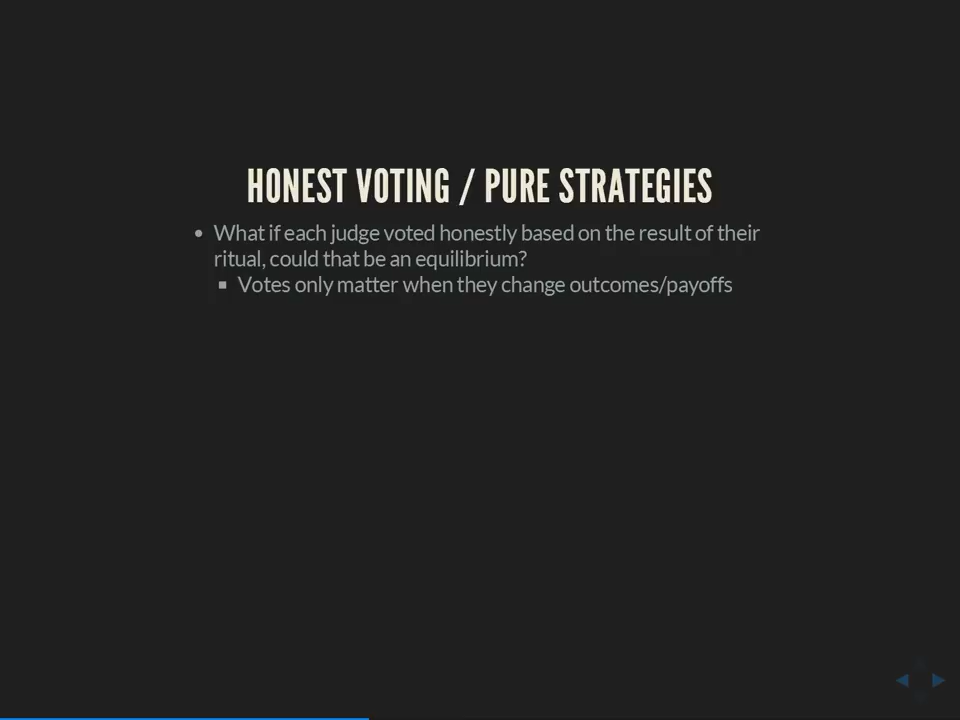 HONEST VOTING / PURE STRATEGIES
• What if each judge voted honestly based on the result of their
ritual, could that be an equilibrium?
▪ Votes only matter when they change outcomes/payoffs